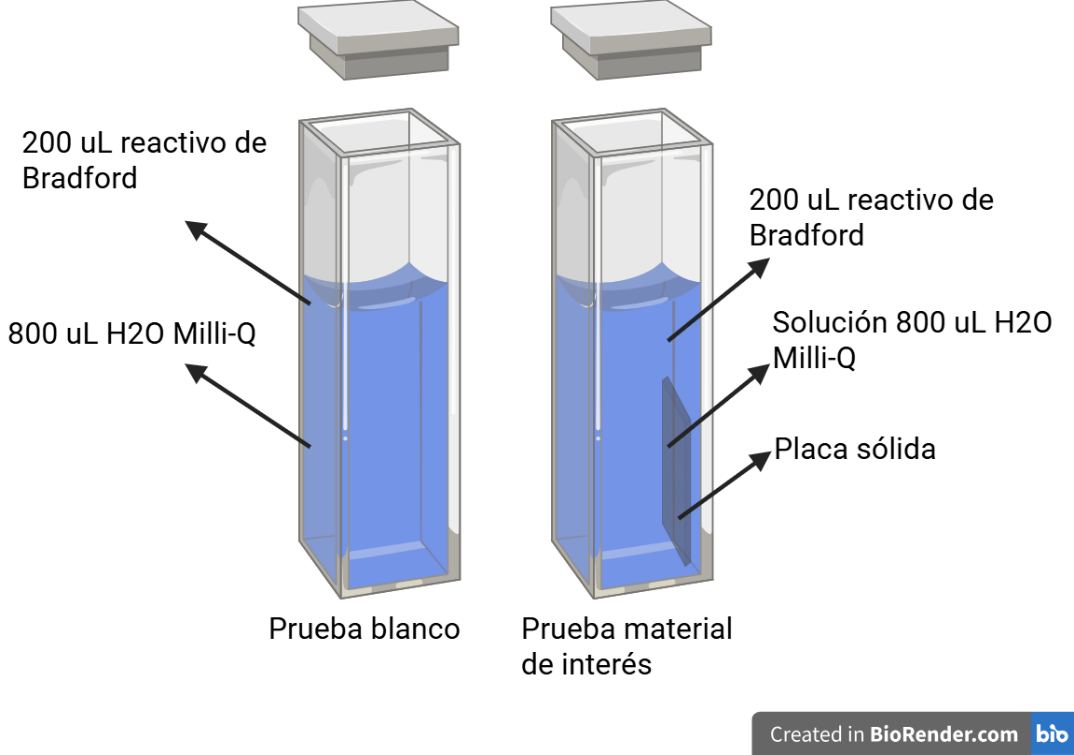 200 uL reactivo de
Bradford
800 uL H2O Milli-Q
200 uL reactivo de
Bradford
Solución 800 uL H2O
Milli-Q
Placa sólida
Prueba blanco
Prueba material
de interés
Created in BioRender.com bio